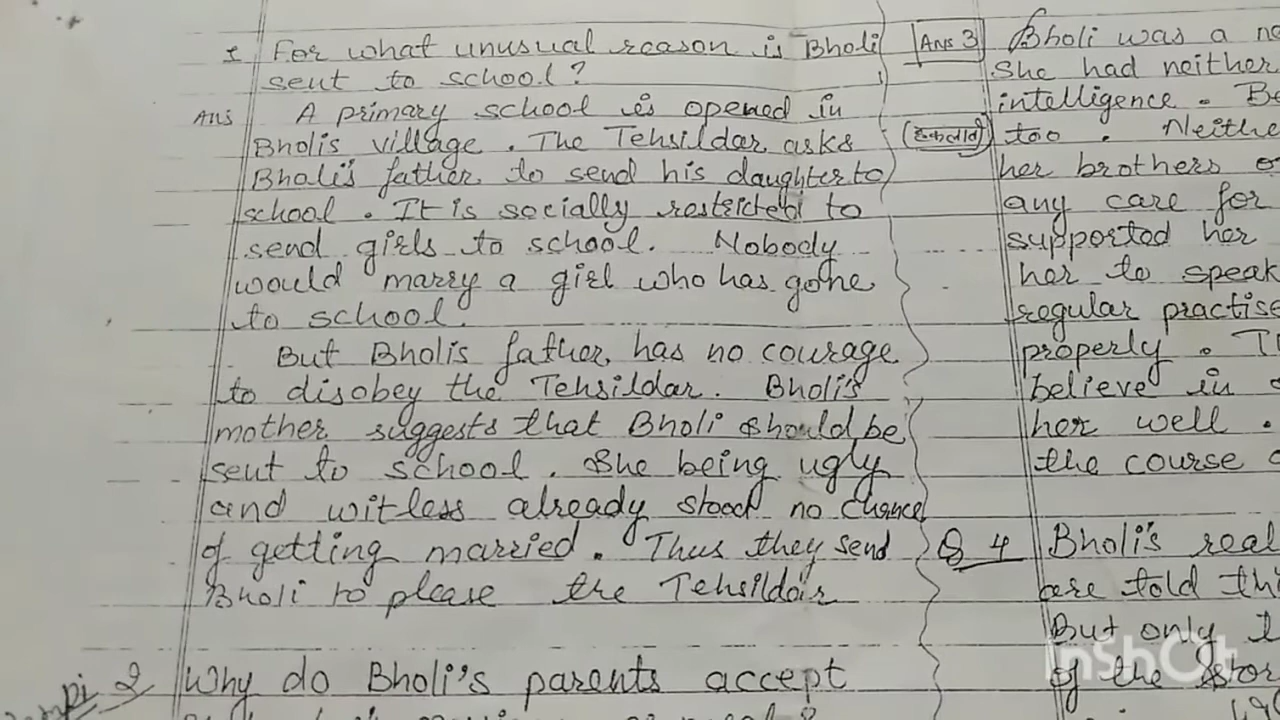 1 For what unusual reason is Bholi
sent to school?
Ans A primary school is opened in
Bholis village. The Tehsildar asks
Bholi's father to send his daughter to
school. It is socially restricted to
send girls to school. Nobody
would marry a girl who has gone
to school.
But Bholis father has no courage
to disobey the Tehsildar. Bholi's
mother suggests that Bholi should be
sent to school. She being ugly
and witless already stood no chance
of getting married. Thus they send
Bholi to please the Tehsildar
2 Why do Bholi's parents accept
Ans 3 Bholi was a
She had neither
intelligence.
(हकलाना) too.
her brothers
any care for
supported her
her to speak
regular practise
properly.
believe in
her well.
the course
Q 4 Bholi's real
are told
But only
of the
InShOt